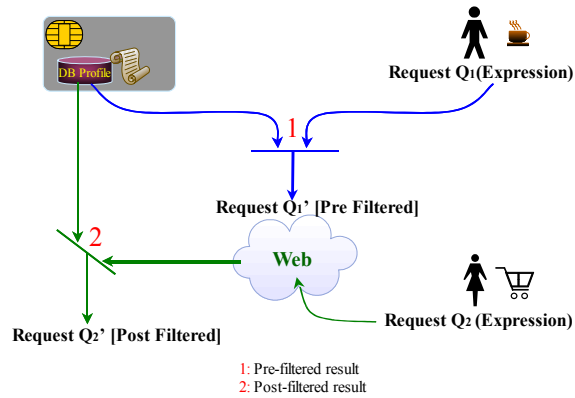 DB Profile
Request Q1(Expression)
1
Request Q1’ [Pre Filtered]
2
Web
Request Q2 (Expression)
Request Q2’ [Post Filtered]
1: Pre-filtered result
2: Post-filtered result